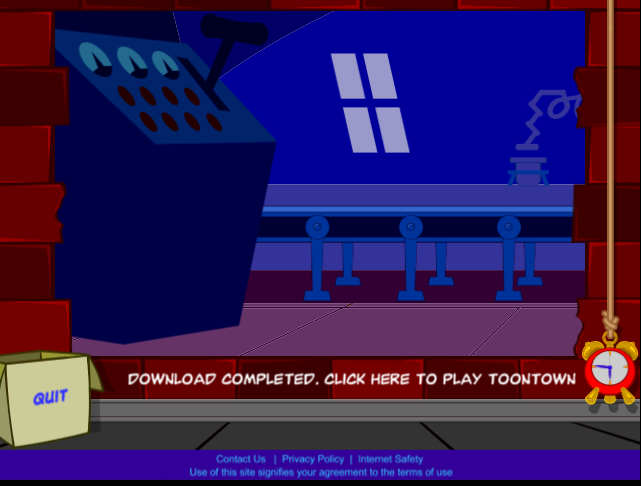 DOWNLOAD COMPLETED. CLICK HERE TO PLAY TOONTOWN
QUIT
Contact Us | Privacy Policy | Internet Safety
Use of this site signifies your agreement to the terms of use